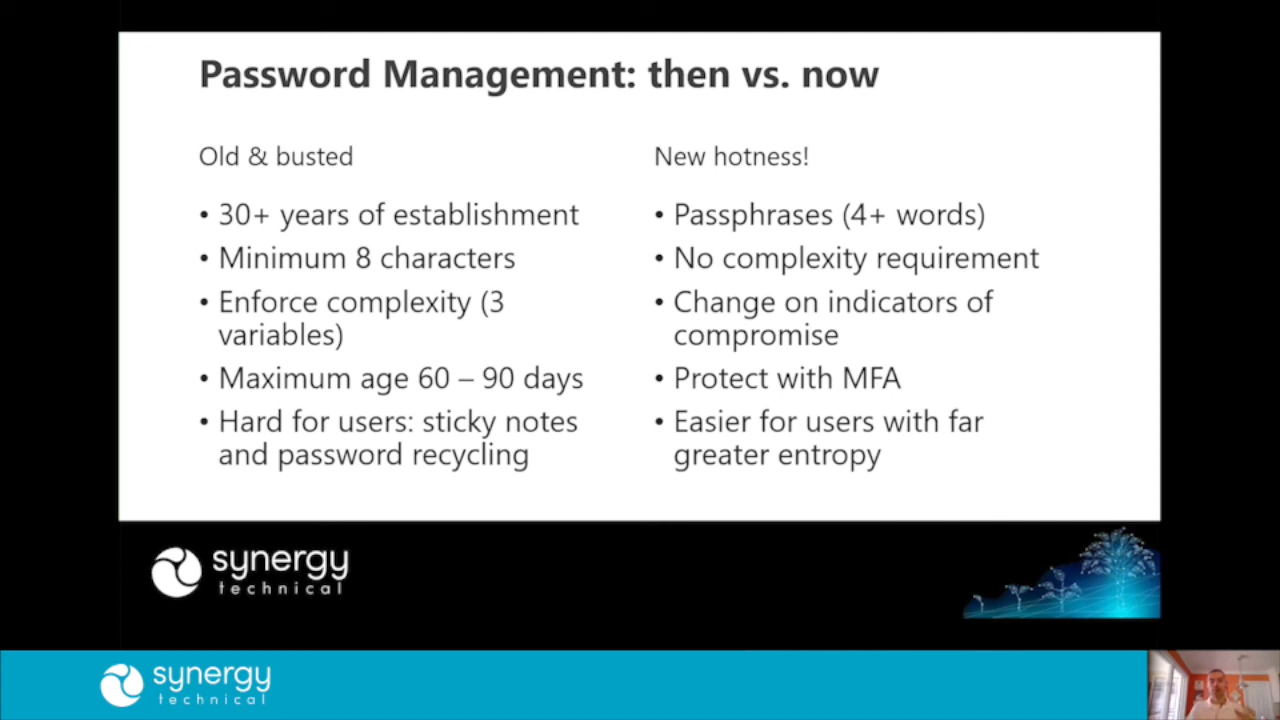 Password Management: then vs. now
Old & busted
• 30+ years of establishment
• Minimum 8 characters
• Enforce complexity (3
variables)
• Maximum age 60 – 90 days
• Hard for users: sticky notes
and password recycling
New hotness!
• Passphrases (4+ words)
• No complexity requirement
• Change on indicators of
compromise
• Protect with MFA
• Easier for users with far
greater entropy
synergy
technical
synergy
technical